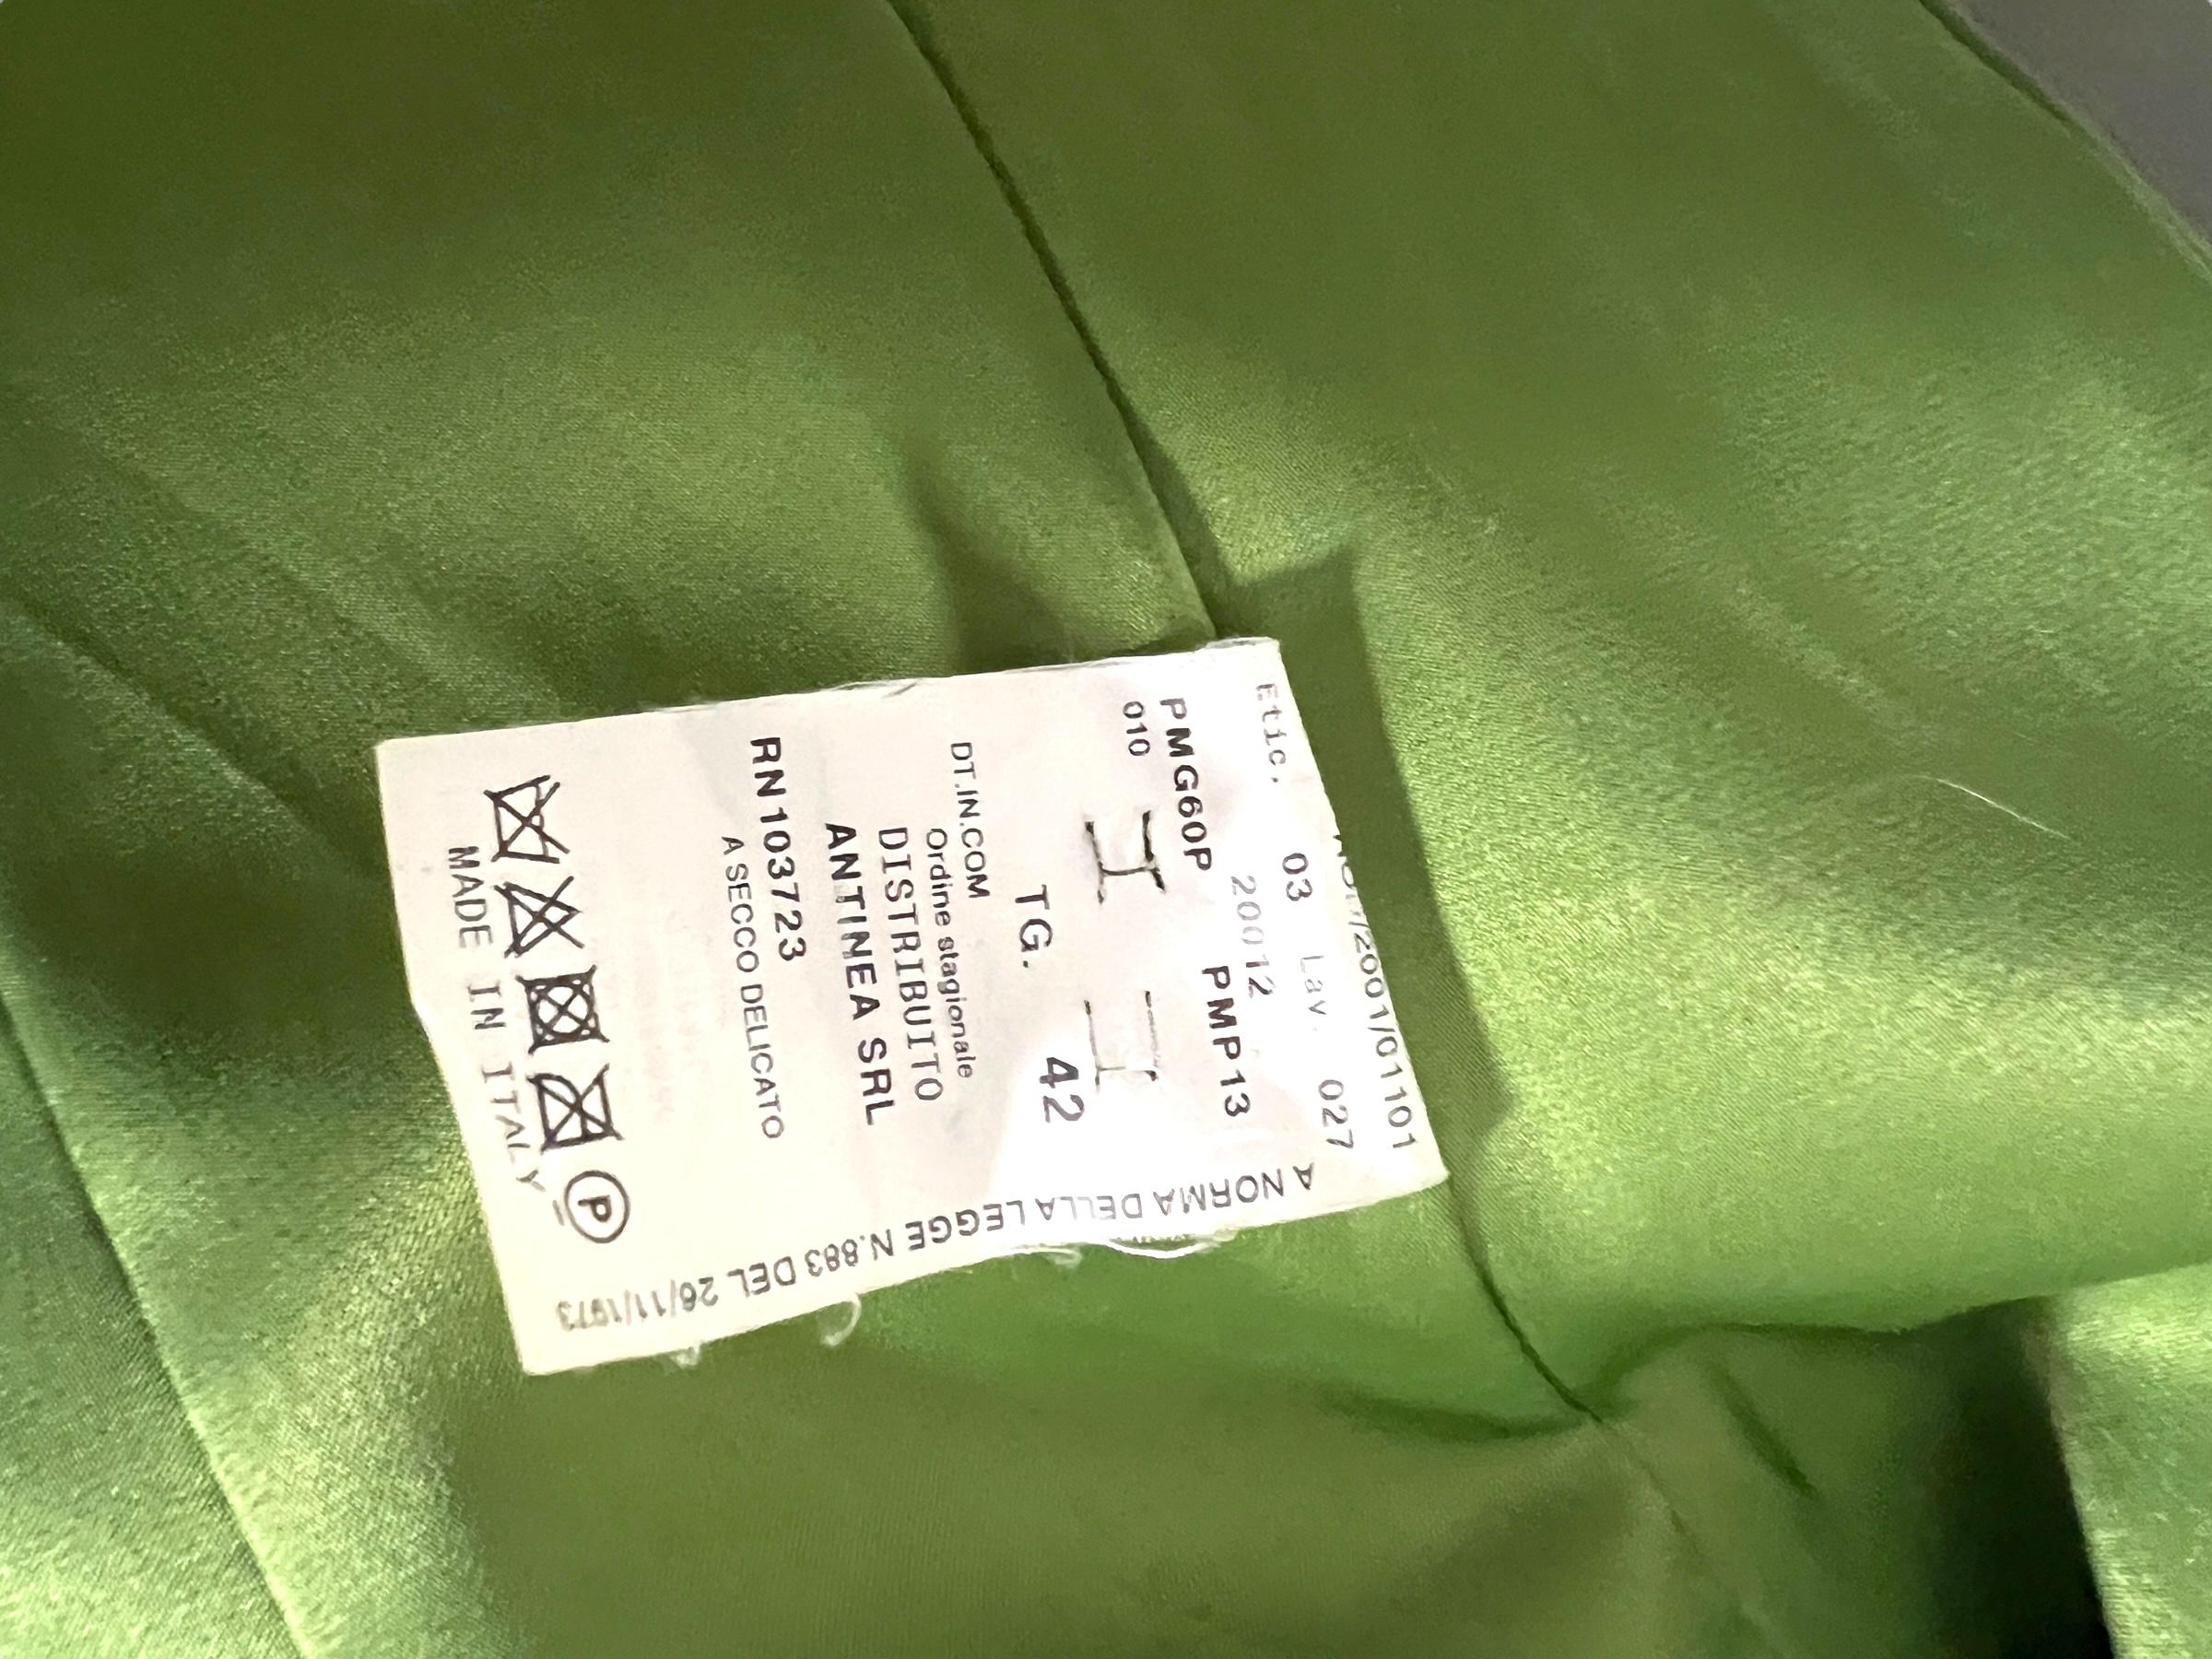 /2001/01101
Etic. 03 Lav. 027
20012
PMG60P PMP13
010
TG. 42
DT.IN.COM
Ordine stagionale
DISTRIBUITO
ANTINEA SRL
RN103723
A SECCO DELICATO
P
MADE IN ITALY
A NORMA DELLA LEGGE N.883 DEL 26/11/1973